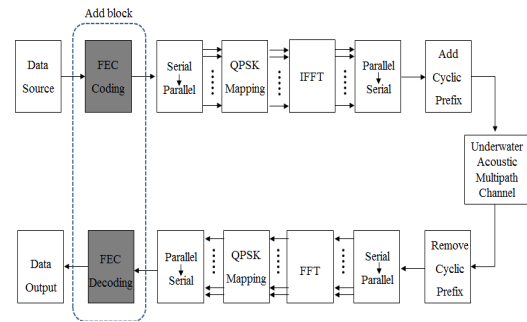 Add block
Data
Source
FEC
Coding
Serial
Parallel
QPSK
Mapping
IFFT
Parallel
Serial
Add
Cyclic
Prefix
Underwater
Acoustic
Multipath
Channel
Data
Output
FEC
Decoding
Parallel
Serial
QPSK
Mapping
FFT
Serial
Parallel
Remove
Cyclic
Prefix